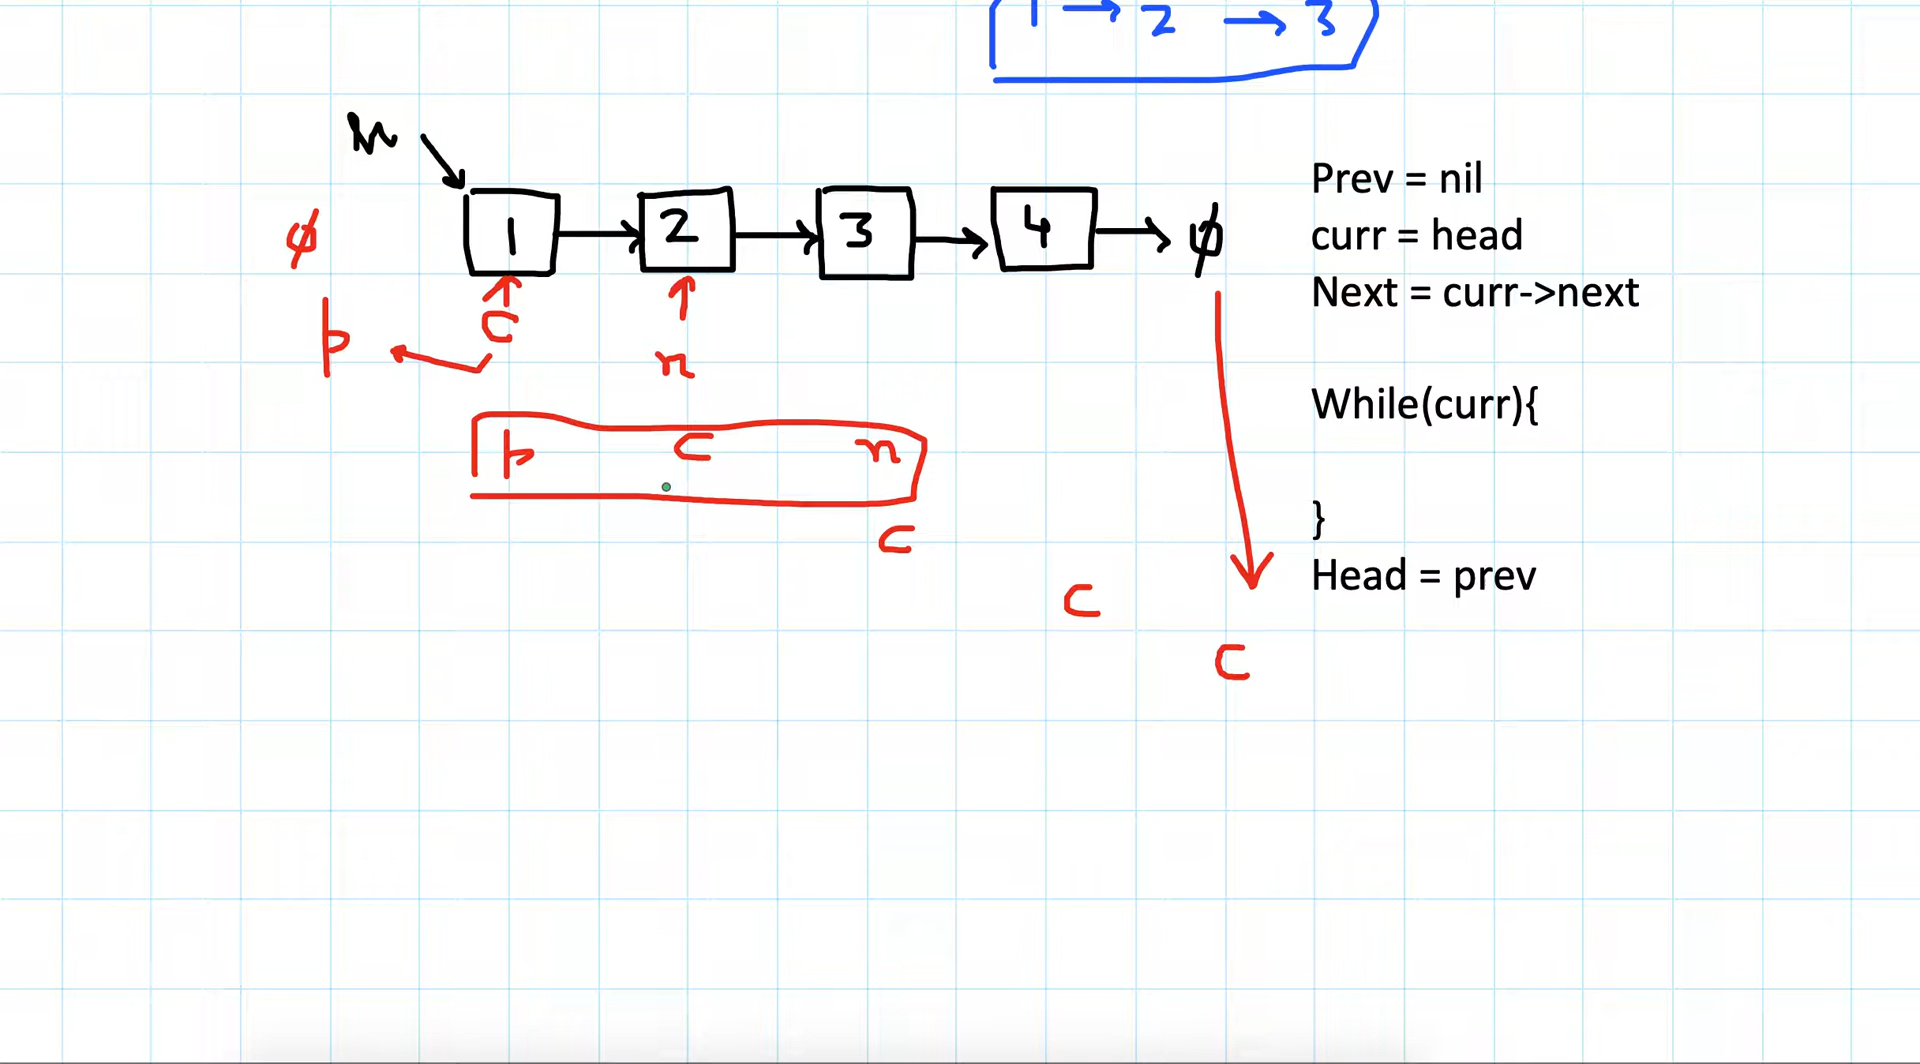 1 → 2 → 3
ϕ 1 → 2 → 3 → 4 → ϕ
p c n
p c n
c
c
c
Prev = nil
curr = head
Next = curr->next
While(curr){
}
Head = prev